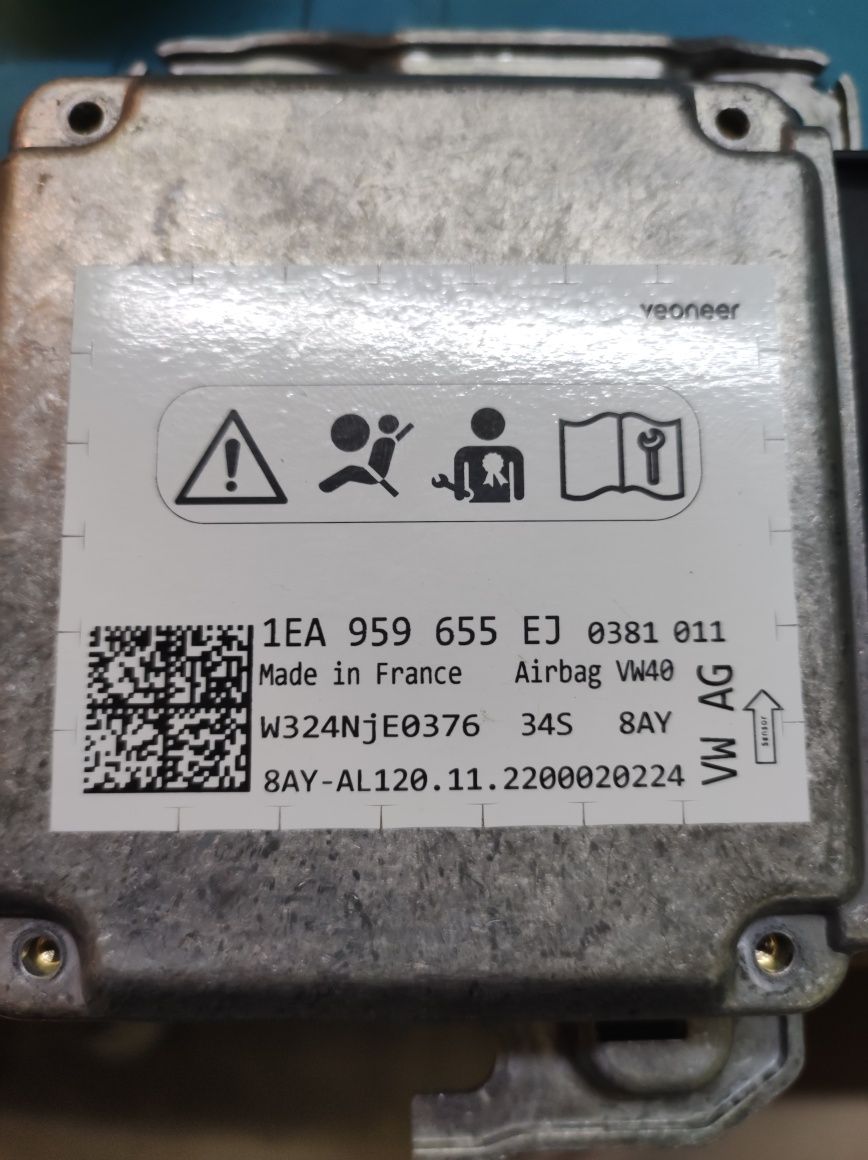 veoneer
1EA 959 655 EJ 0381 011
Made in France Airbag VW40
W324NjE0376 34S 8AY
8AY-AL120.11.2200020224
VW AG
sensor